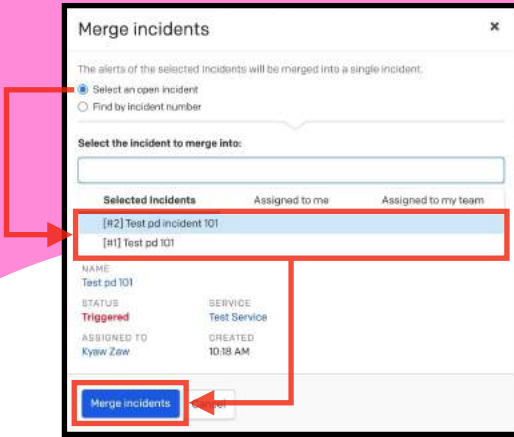 Merge incidents
×
The alerts of the selected incidents will be merged into a single incident.
Select an open incident
Find by incident number
Select the incident to merge into:
Selected Incidents Assigned to me Assigned to my team
[#2] Test pd incident 101
[#1] Test pd 101
NAME
Test pd 101
STATUS SERVICE
Triggered Test Service
ASSIGNED TO CREATED
Kyaw Zaw 10:18 AM
Merge incidents Cancel